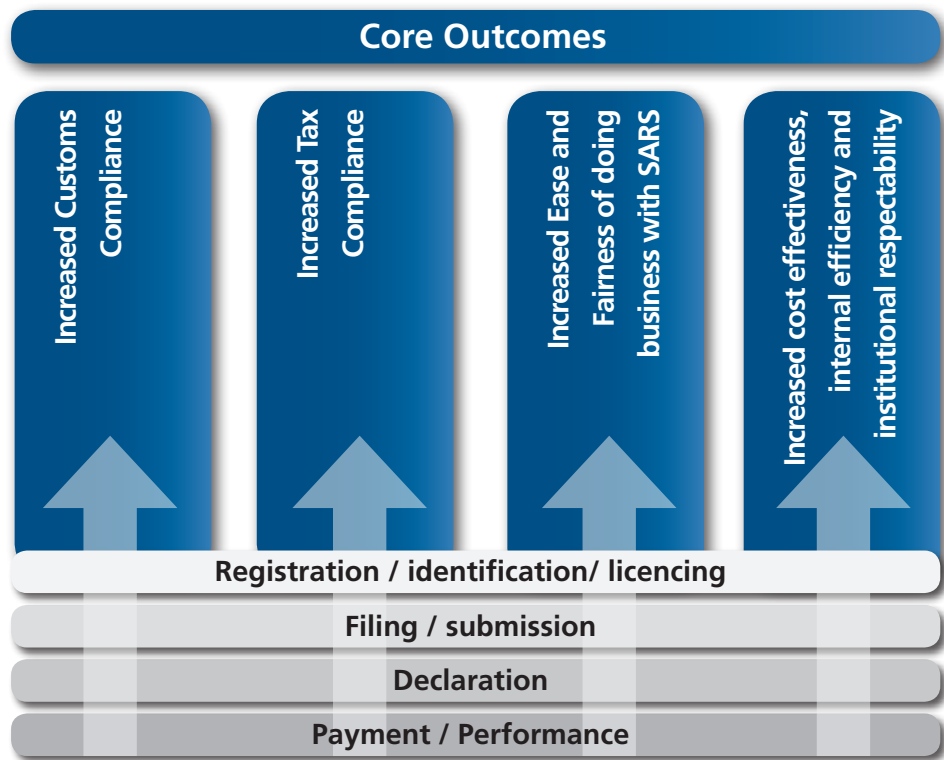 Core Outcomes
Increased Customs
Compliance
Increased Tax
Compliance
Increased Ease and
Fairness of doing
business with SARS
Increased cost effectiveness,
internal efficiency and
institutional respectability
Registration / identification/ licencing
Filing / submission
Declaration
Payment / Performance